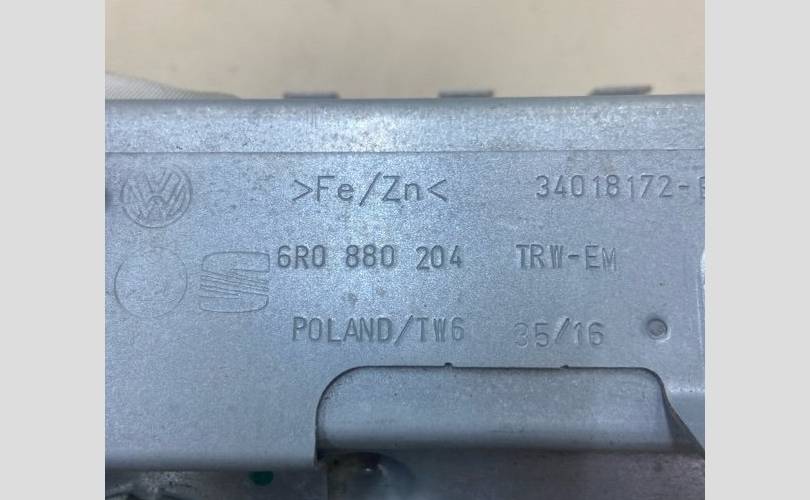 >Fe/Zn< 34018172-
6R0 880 204 TRW-EM
POLAND/TW6 35/16